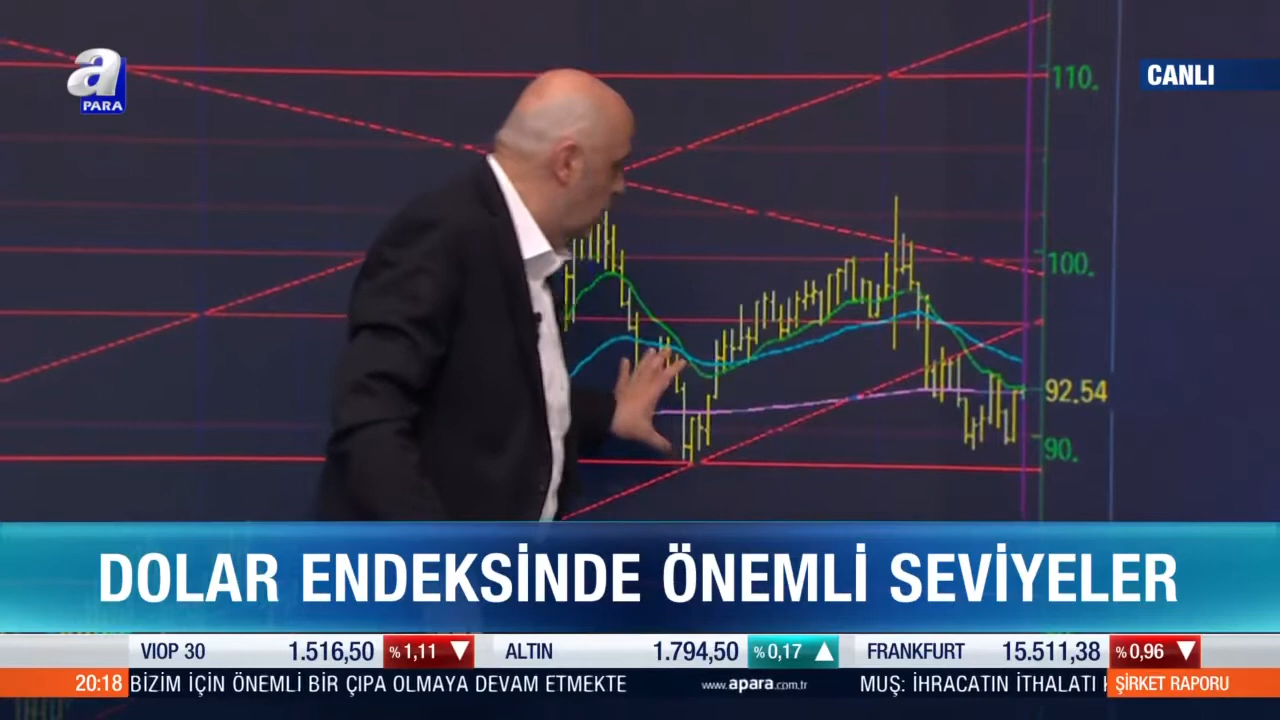 a
PARA
CANLI
110.
100.
92.54
90.
DOLAR ENDEKSİNDE ÖNEMLİ SEVİYELER
VIOP 30 1.516,50 %1,11 ▼ ALTIN 1.794,50 %0,17 ▲ FRANKFURT 15.511,38 %0,96 ▼
20:18 BİZİM İÇİN ÖNEMLİ BİR ÇIPA OLMAYA DEVAM ETMEKTE www.apara.com.tr MUŞ: İHRACATIN İTHALATI ŞİRKET RAPORU